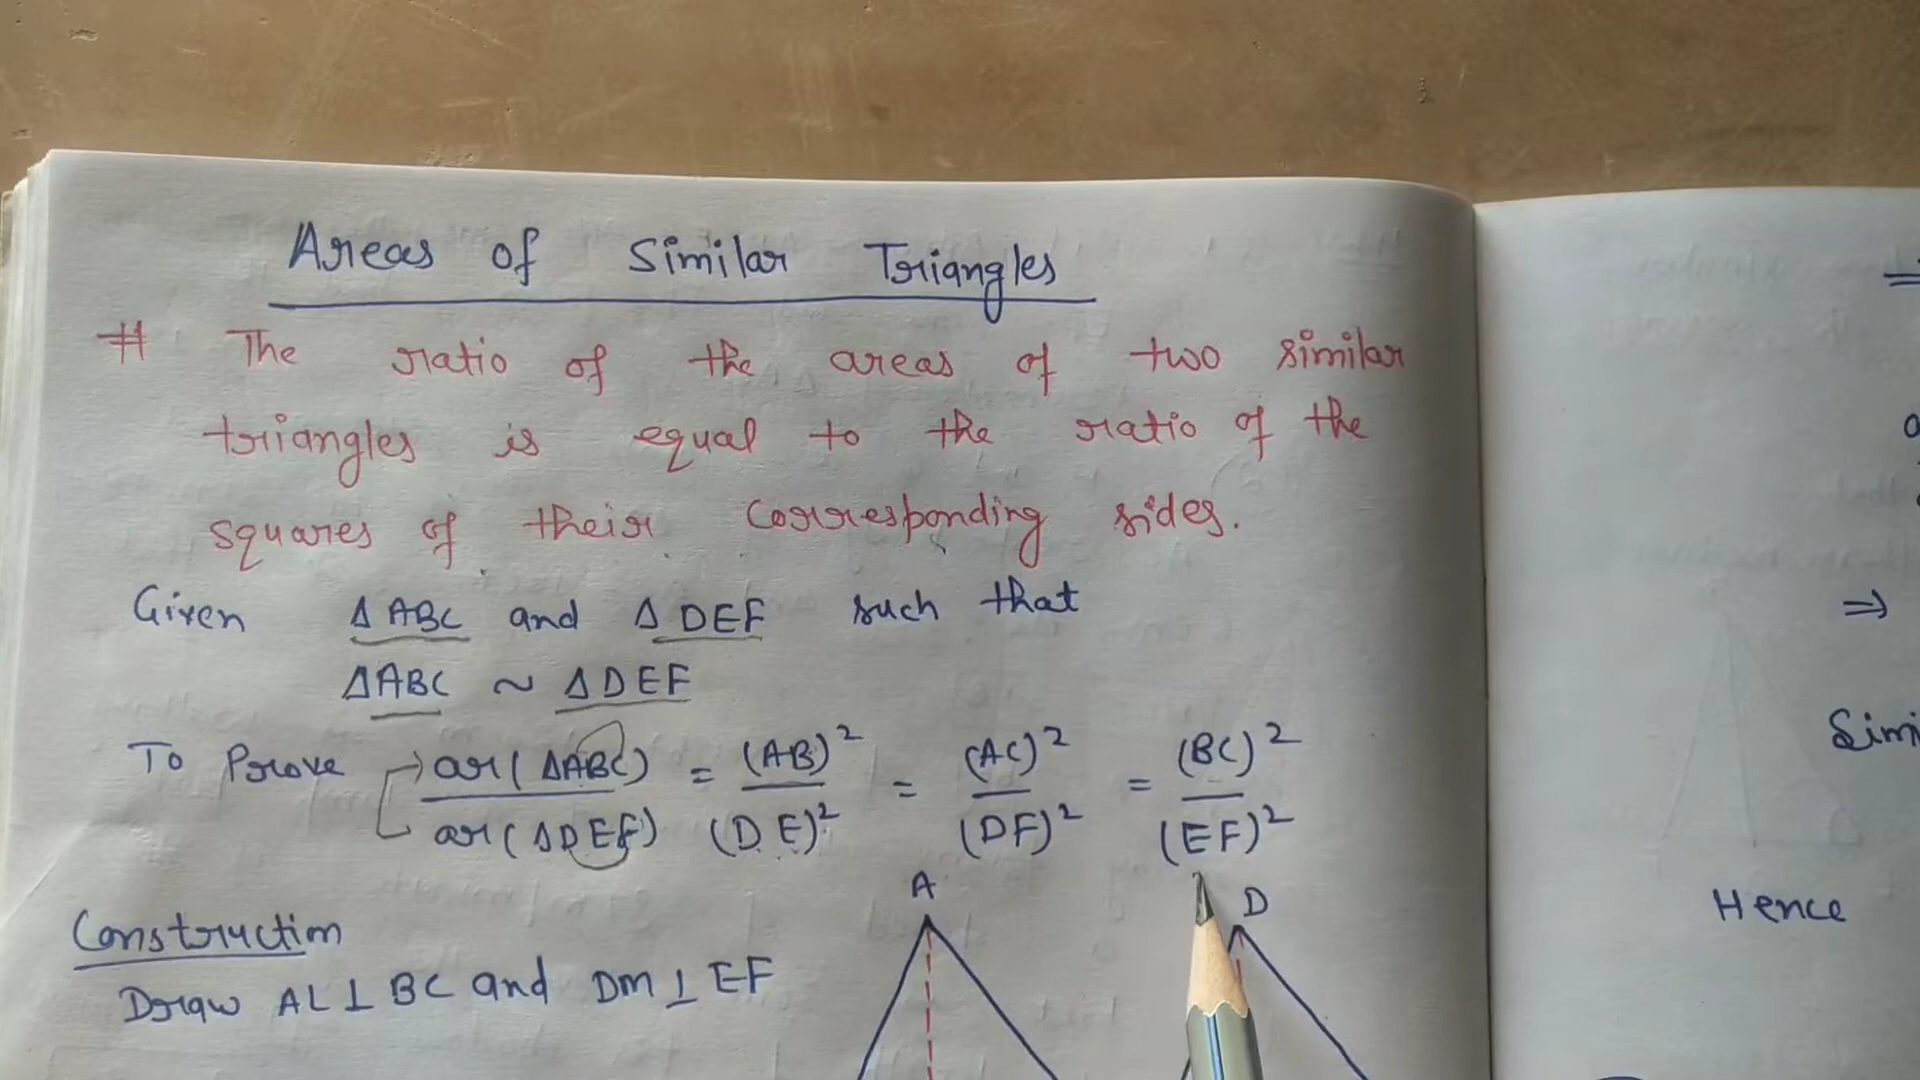 Areas of Similar Triangles
# The ratio of the areas of two similar
triangles is equal to the ratio of the
squares of their corresponding sides.
Given ΔABC and ΔDEF such that
ΔABC ~ ΔDEF
To Prove ar(ΔABC)/ar(ΔDEF) = (AB)²/(DE)² = (AC)²/(DF)² = (BC)²/(EF)²
A D
Construction
Draw AL⊥BC and DM⊥EF
⇒
Simi
Hence